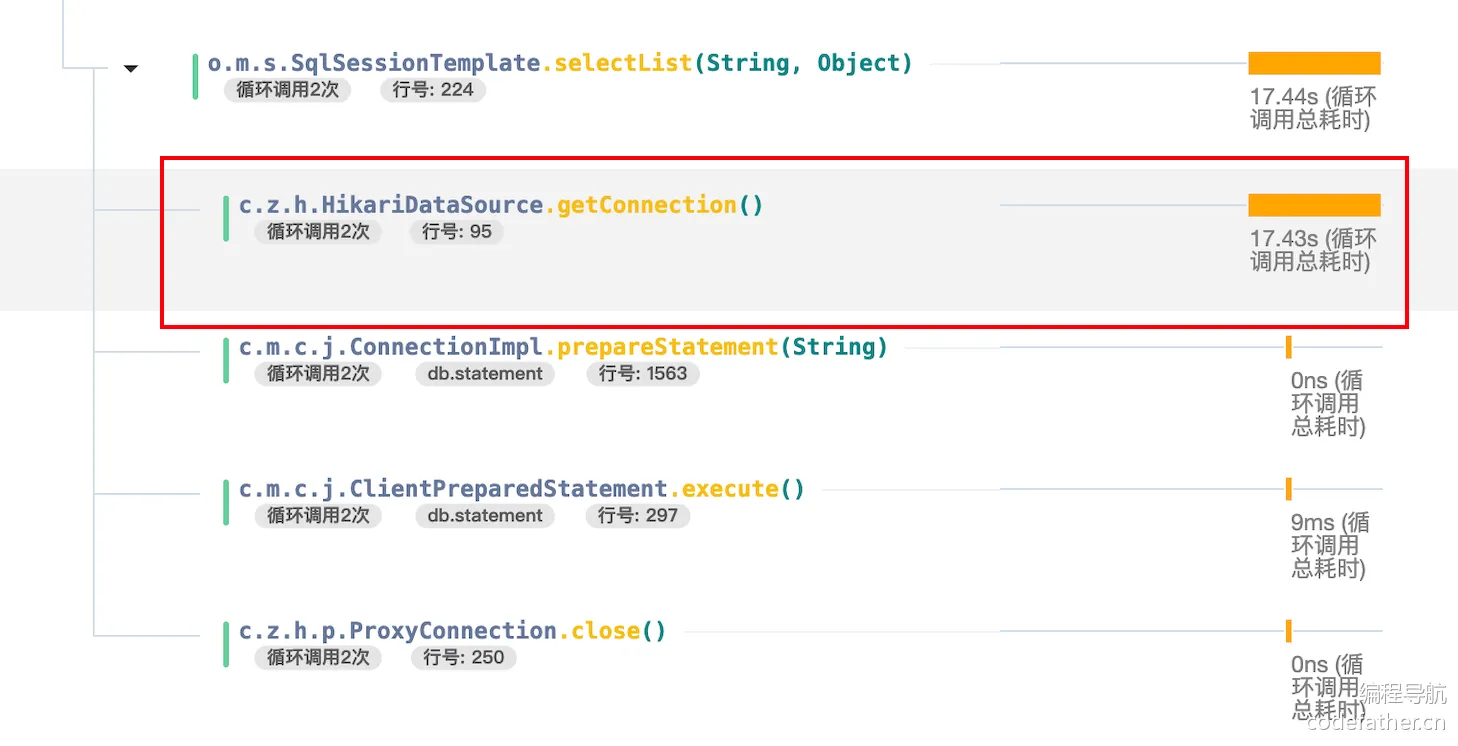 o.m.s.SqlSessionTemplate.selectList(String, Object)
循环调用2次 行号: 224
17.44s (循环
调用总耗时)
c.z.h.HikariDataSource.getConnection()
循环调用2次 行号: 95
17.43s (循环
调用总耗时)
c.m.c.j.ConnectionImpl.prepareStatement(String)
循环调用2次 db.statement 行号: 1563
0ns (循
环调用
总耗时)
c.m.c.j.ClientPreparedStatement.execute()
循环调用2次 db.statement 行号: 297
9ms (循
环调用
总耗时)
c.z.h.p.ProxyConnection.close()
循环调用2次 行号: 250
0ns (循
环调用
总耗时)
编程导航
codefather.cn